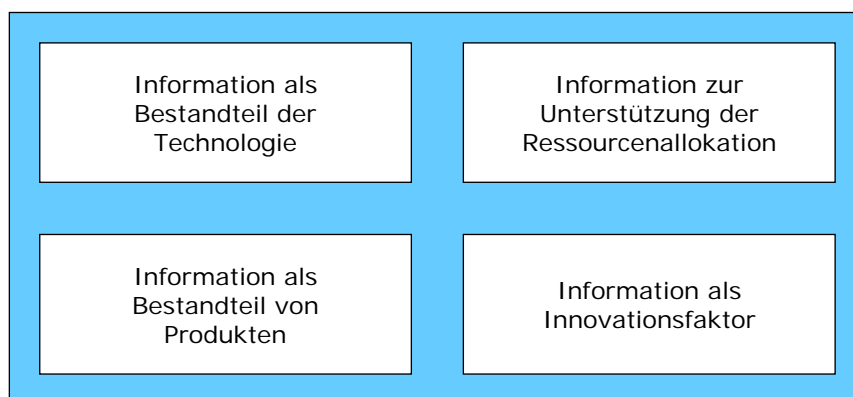 Information als
Bestandteil der
Technologie
Information zur
Unterstützung der
Ressourcenallokation
Information als
Bestandteil von
Produkten
Information als
Innovationsfaktor